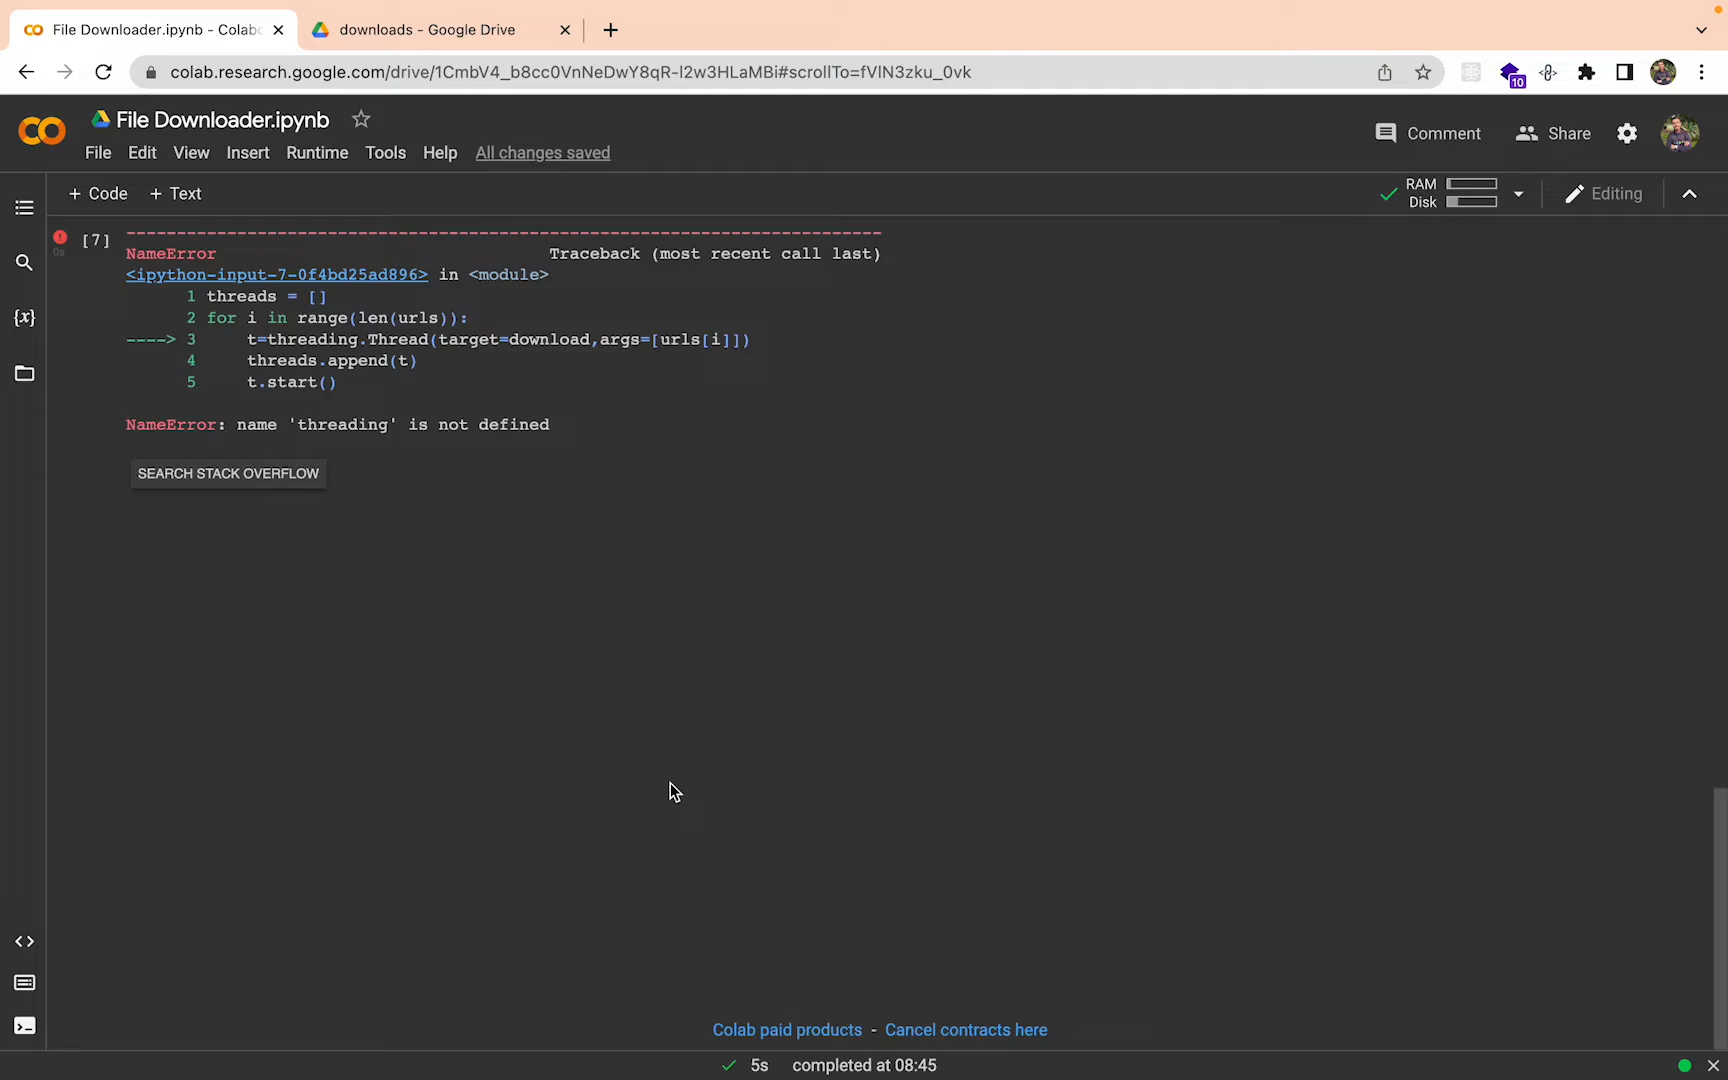 File Downloader.ipynb - Colab
downloads - Google Drive
colab.research.google.com/drive/1CmbV4_b8cc0VnNeDwY8qR-l2w3HLaMBi#scrollTo=fVlN3zku_0vk
10
File Downloader.ipynb
Comment
Share
File Edit View Insert Runtime Tools Help All changes saved
+ Code + Text
RAM
Disk
Editing
[7]
0s
---------------------------------------------------------------------------
NameError Traceback (most recent call last)
<ipython-input-7-0f4bd25ad896> in <module>
1 threads = []
2 for i in range(len(urls)):
----> 3 t=threading.Thread(target=download,args=[urls[i]])
4 threads.append(t)
5 t.start()
NameError: name 'threading' is not defined
SEARCH STACK OVERFLOW
Colab paid products - Cancel contracts here
5s completed at 08:45